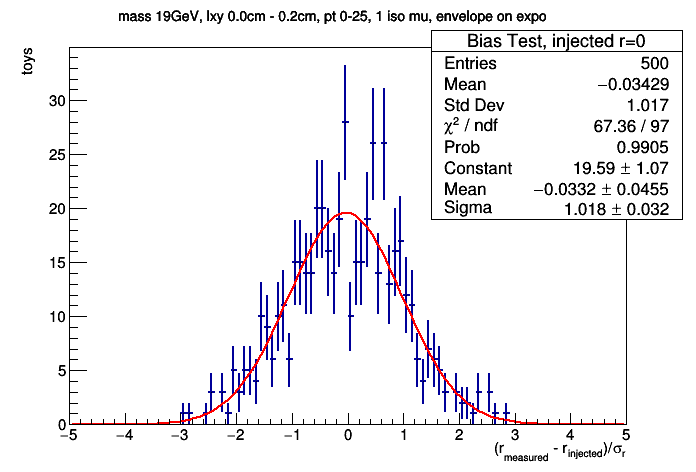 mass 19GeV, lxy 0.0cm - 0.2cm, pt 0-25, 1 iso mu, envelope on expo
Bias Test, injected r=0
Entries 500
Mean −0.03429
Std Dev 1.017
χ² / ndf 67.36 / 97
Prob 0.9905
Constant 19.59 ± 1.07
Mean −0.0332 ± 0.0455
Sigma 1.018 ± 0.032
toys
30
25
20
15
10
5
0
−5 −4 −3 −2 −1 0 1 2 3 4 5
(r_measured - r_injected)/σ_r